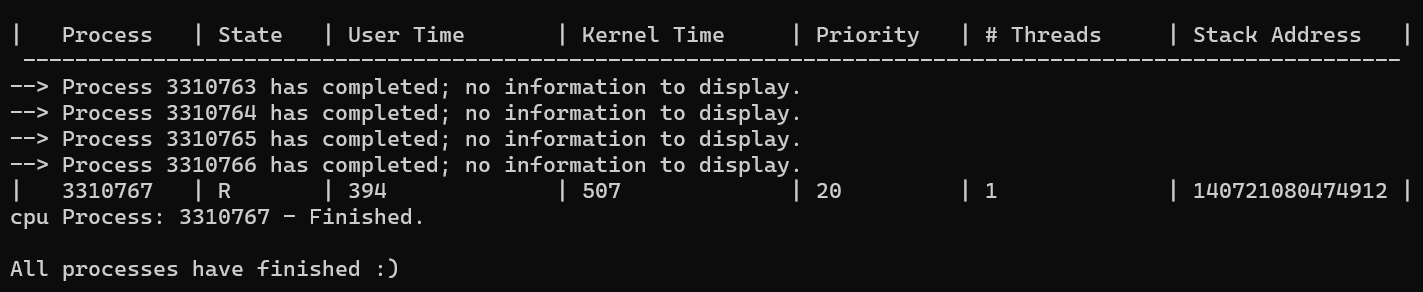 |   Process   | State   | User Time       | Kernel Time     | Priority   | # Threads     | Stack Address   |
 ----------------------------------------------------------------------------------------------------------
--> Process 3310763 has completed; no information to display.
--> Process 3310764 has completed; no information to display.
--> Process 3310765 has completed; no information to display.
--> Process 3310766 has completed; no information to display.
|   3310767   | R       | 394             | 507             | 20         | 1             | 140721080474912 |
cpu Process: 3310767 - Finished.
All processes have finished :)